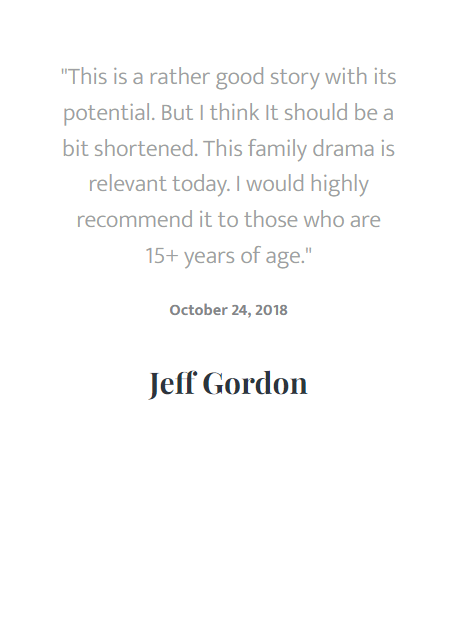 "This is a rather good story with its
potential. But I think It should be a
bit shortened. This family drama is
relevant today. I would highly
recommend it to those who are
15+ years of age."
October 24, 2018
Jeff Gordon